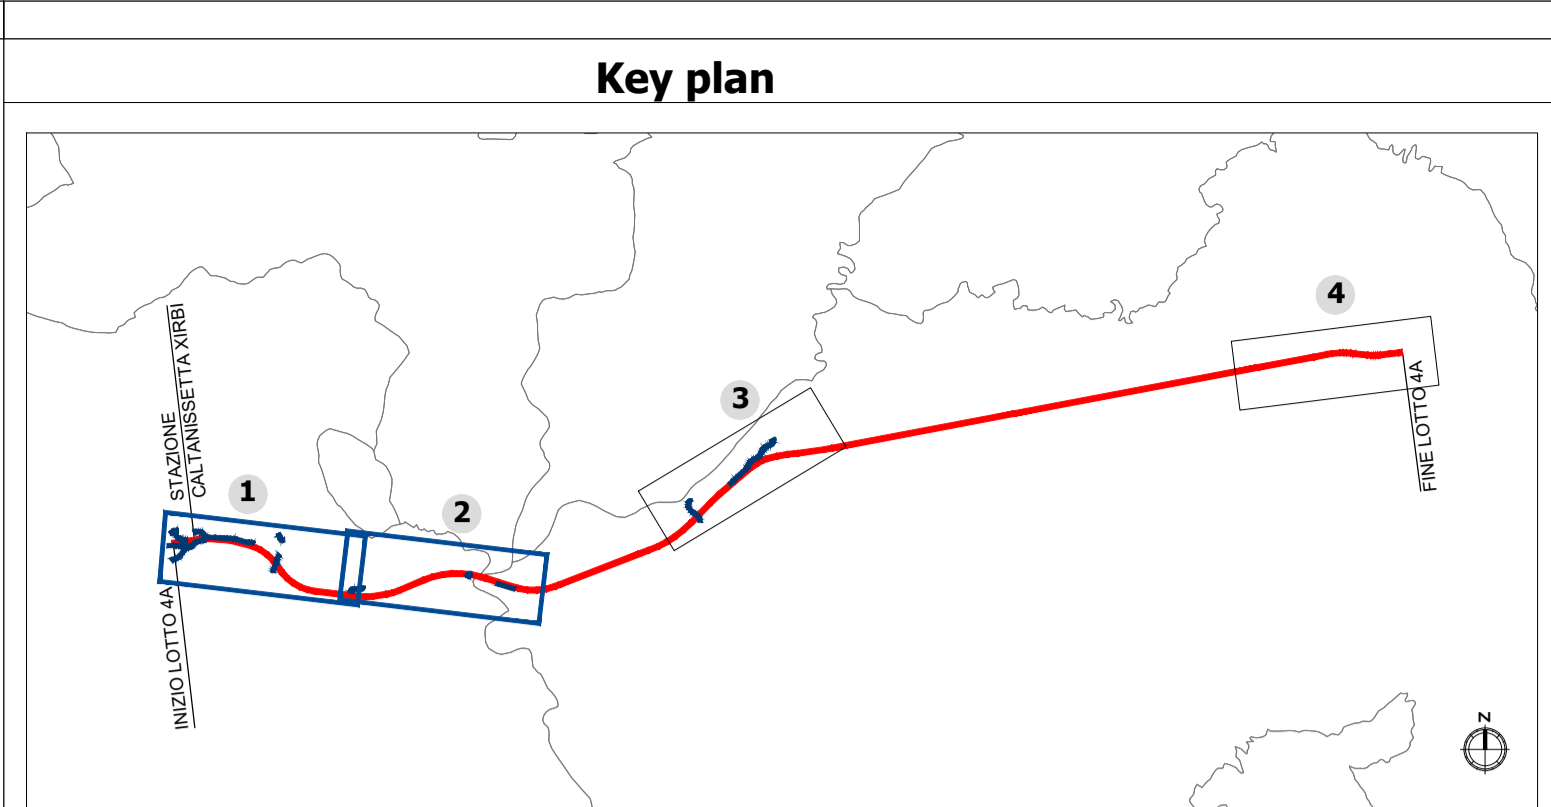 Key plan
4
3
STAZIONE
CALTANISSETTA XIRBI
1
2
FINE LOTTO 4A
INIZIO LOTTO 4A
N